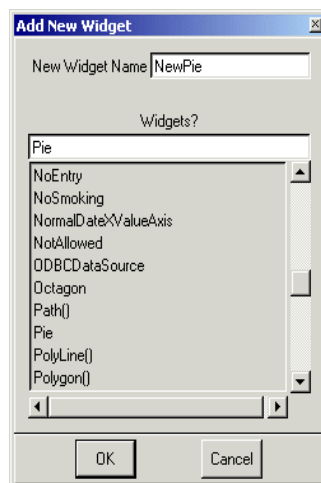 Add New Widget
New Widget Name NewPie
Widgets?
Pie
NoEntry
NoSmoking
NormalDateXValueAxis
NotAllowed
ODBCDataSource
Octagon
Path()
Pie
PolyLine()
Polygon()
OK Cancel